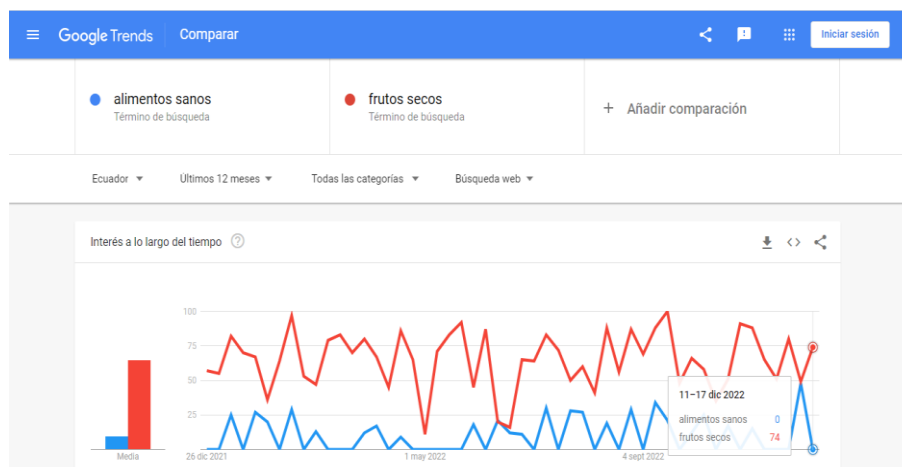 Google Trends Comparar Iniciar sesión
alimentos sanos
Término de búsqueda
frutos secos
Término de búsqueda
+ Añadir comparación
Ecuador Últimos 12 meses Todas las categorías Búsqueda web
Interés a lo largo del tiempo ?
100
75
50
25
Media
26 dic 2021 1 may 2022 4 sept 2022
11–17 dic 2022
alimentos sanos 0
frutos secos 74